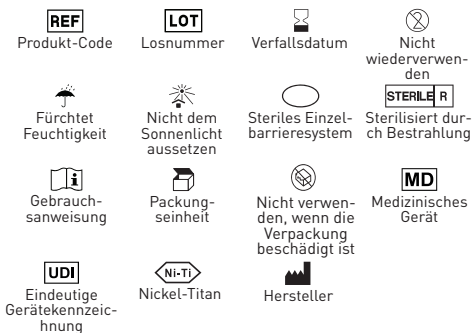 REF LOT
Produkt-Code Losnummer Verfallsdatum Nicht
wiederverwen-
den
2
STERILE R
Fürchtet
Feuchtigkeit
Nicht dem
Sonnenlicht
aussetzen
Steriles Einzel-
barrieresystem
Sterilisiert dur-
ch Bestrahlung
i
MD
Gebrauch-
sanweisung
Packung-
seinheit
Nicht verwen-
den, wenn die
Verpackung
beschädigt ist
Medizinisches
Gerät
UDI Ni-Ti
Eindeutige
Gerätekennzeic-
hnung
Nickel-Titan
Hersteller